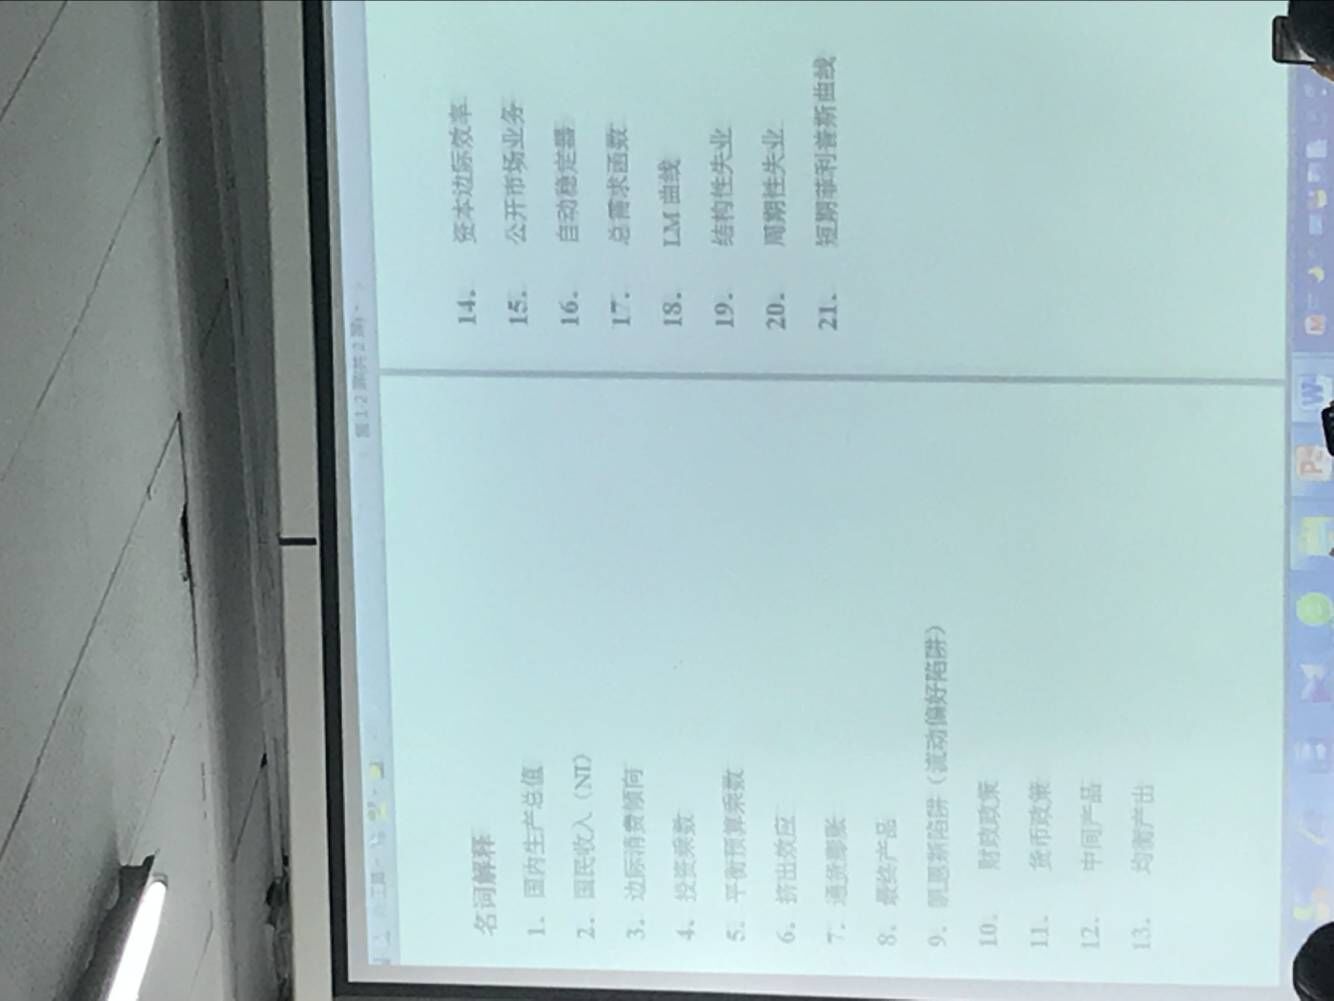 名词解释
1. 国内生产总值
2. 国民收入（NI）
3. 边际消费倾向
4. 投资乘数
5. 平衡预算乘数
6. 挤出效应
7. 通货膨胀
8. 最终产品
9. 凯恩斯陷阱（流动偏好陷阱）
10. 财政政策
11. 货币政策
12. 中间产品
13. 均衡产出
14. 资本边际效率
15. 公开市场业务
16. 自动稳定器
17. 总需求函数
18. LM 曲线
19. 结构性失业
20. 周期性失业
21. 短期菲利普斯曲线